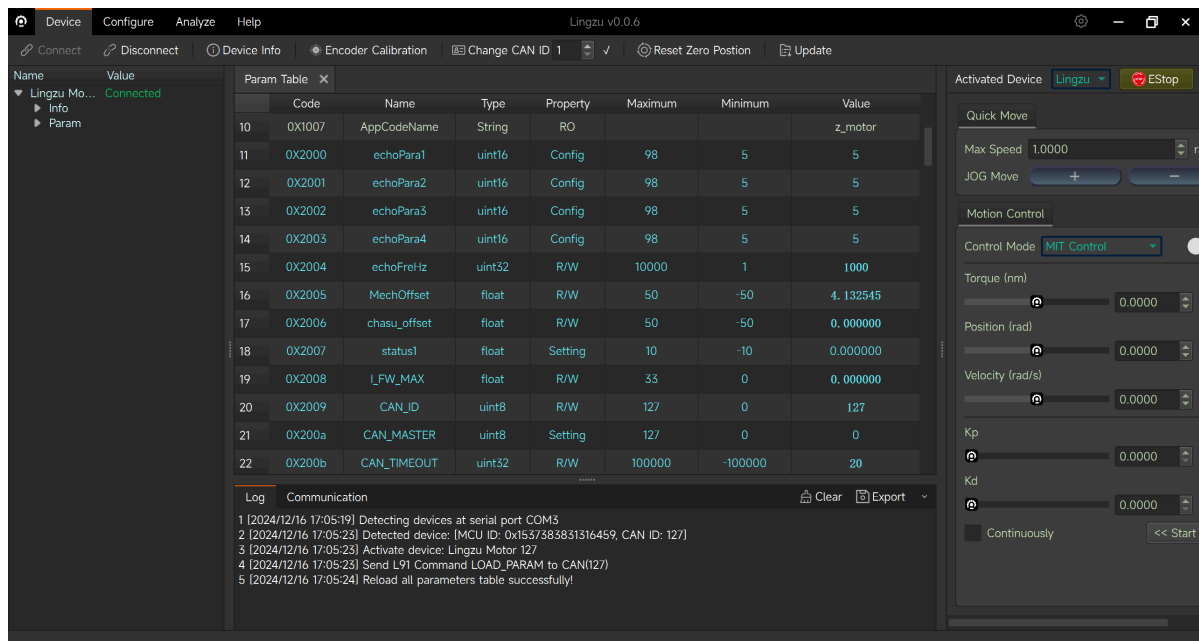 Device Configure Analyze Help Lingzu v0.0.6
Connect Disconnect Device Info Encoder Calibration Change CAN ID 1 √ Reset Zero Postion Update
Name Value
Lingzu Mo... Connected
Info
Param
Param Table
Code Name Type Property Maximum Minimum Value
10 0X1007 AppCodeName String RO z_motor
11 0X2000 echoPara1 uint16 Config 98 5 5
12 0X2001 echoPara2 uint16 Config 98 5 5
13 0X2002 echoPara3 uint16 Config 98 5 5
14 0X2003 echoPara4 uint16 Config 98 5 5
15 0X2004 echoFreHz uint32 R/W 10000 1 1000
16 0X2005 MechOffset float R/W 50 -50 4.132545
17 0X2006 chasu_offset float R/W 50 -50 0.000000
18 0X2007 status1 float Setting 10 -10 0.000000
19 0X2008 I_FW_MAX float R/W 33 0 0.000000
20 0X2009 CAN_ID uint8 R/W 127 0 127
21 0X200a CAN_MASTER uint8 Setting 127 0 0
22 0X200b CAN_TIMEOUT uint32 R/W 100000 -100000 20
Log Communication Clear Export
1 [2024/12/16 17:05:19] Detecting devices at serial port COM3
2 [2024/12/16 17:05:23] Detected device: [MCU ID: 0x1537383831316459, CAN ID: 127]
3 [2024/12/16 17:05:23] Activate device: Lingzu Motor 127
4 [2024/12/16 17:05:23] Send L91 Command LOAD_PARAM to CAN(127)
5 [2024/12/16 17:05:24] Reload all parameters table successfully!
Activated Device Lingzu EStop
Quick Move
Max Speed 1.0000
JOG Move + −
Motion Control
Control Mode MIT Control
Torque (nm)
0.0000
Position (rad)
0.0000
Velocity (rad/s)
0.0000
Kp
0.0000
Kd
0.0000
Continuously << Start